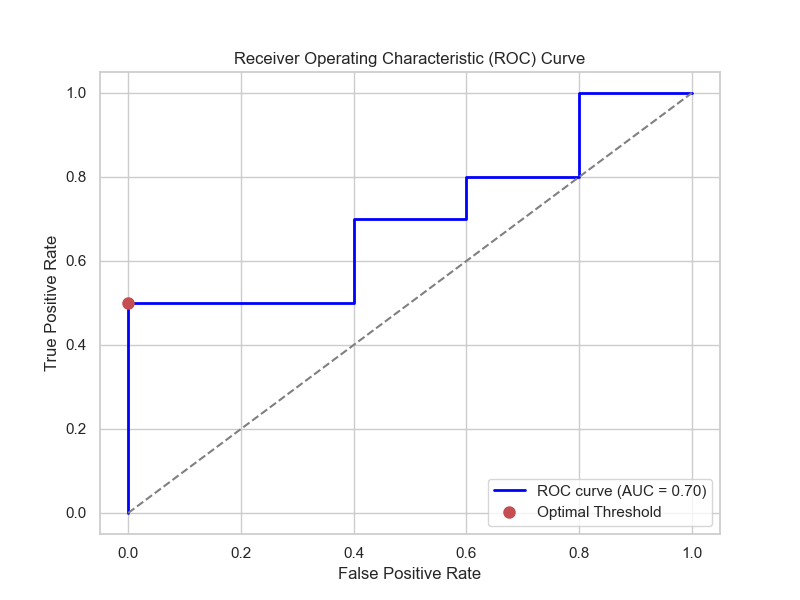 Receiver Operating Characteristic (ROC) Curve
True Positive Rate
1.0
0.8
0.6
0.4
0.2
0.0
ROC curve (AUC = 0.70)
Optimal Threshold
0.0 0.2 0.4 0.6 0.8 1.0
False Positive Rate